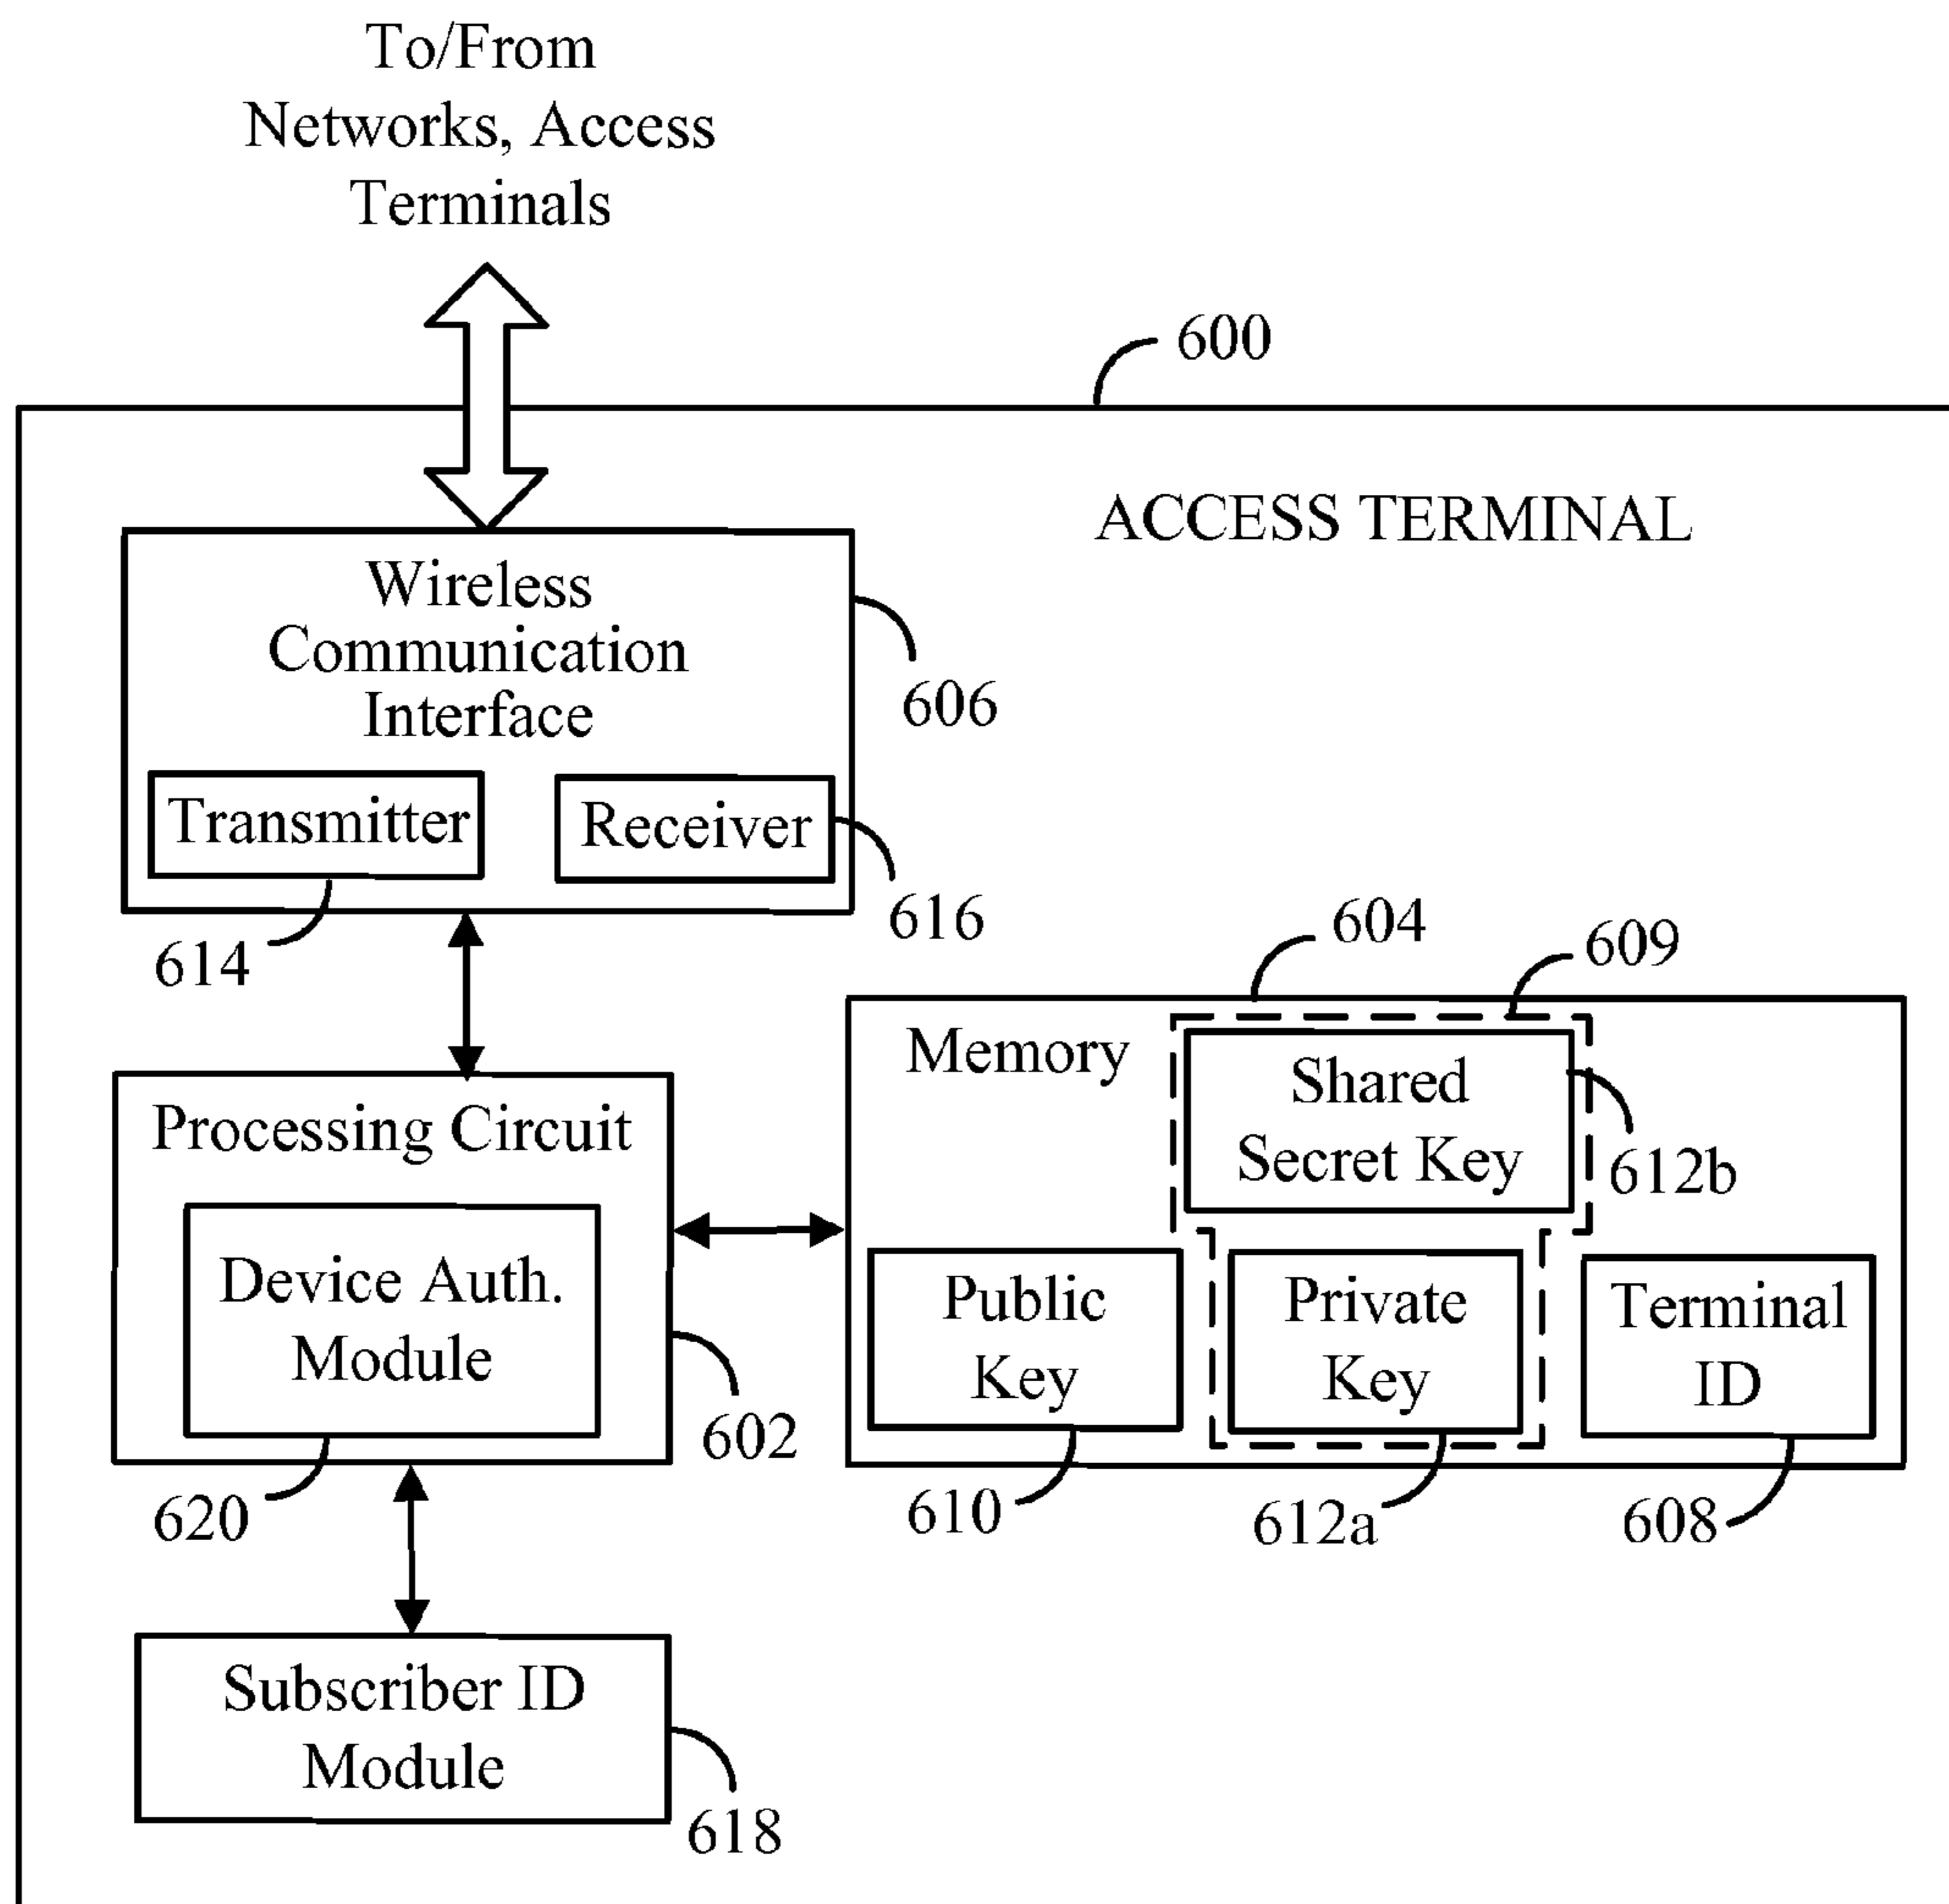 To/From
Networks, Access
Terminals
600
ACCESS TERMINAL
Wireless
Communication
Interface
606
Transmitter
Receiver
614
616
604
609
Memory
Shared
Secret Key
612b
Processing Circuit
Device Auth.
Module
602
620
Public
Key
Private
Key
Terminal
ID
610
612a
608
Subscriber ID
Module
618